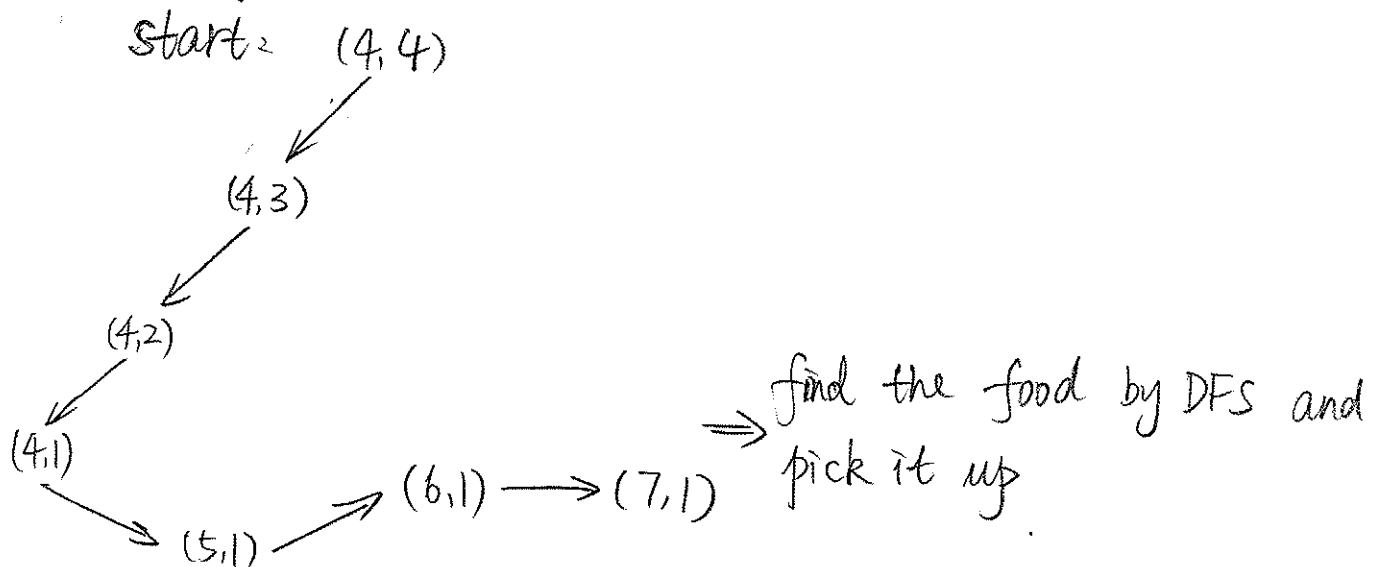 start: (4,4)
(4,3)
(4,2)
(4,1)
(5,1)
(6,1)
(7,1)
⇒ find the food by DFS and
pick it up.